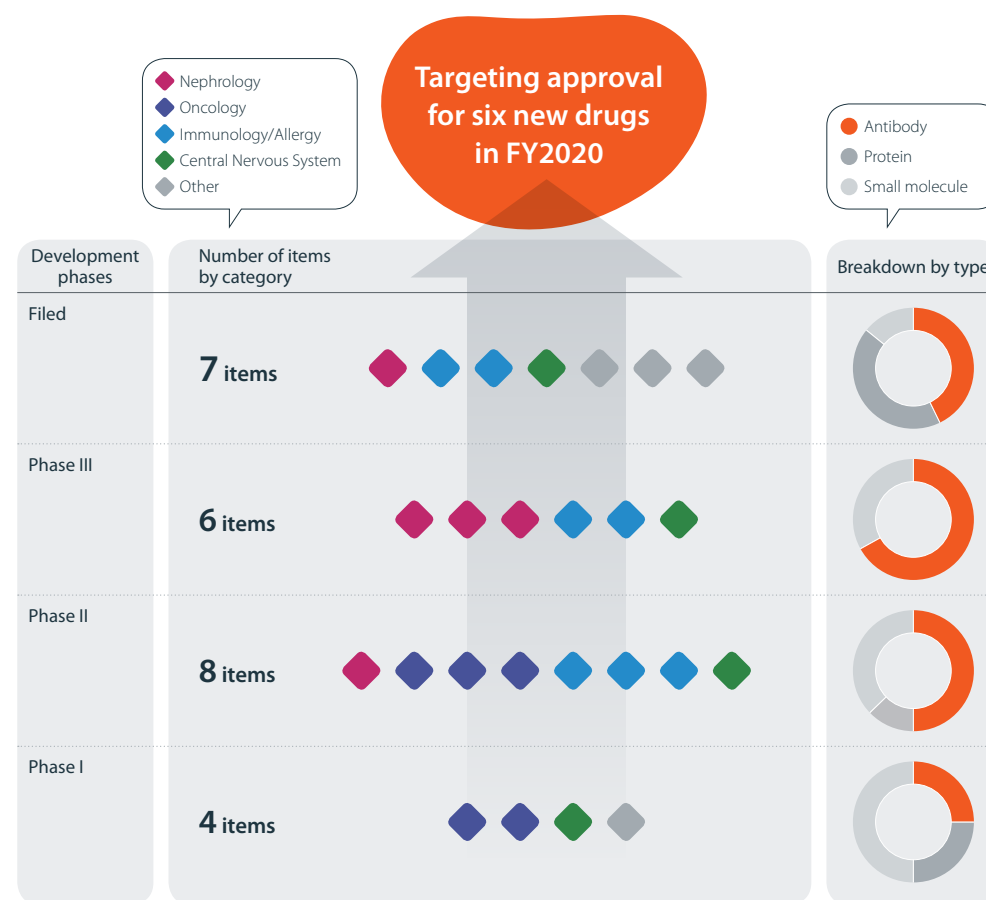 Targeting approval
for six new drugs
in FY2020
Nephrology
Oncology
Immunology/Allergy
Central Nervous System
Other
Antibody
Protein
Small molecule
Development
phases
Number of items
by category
Breakdown by type
Filed
7 items
Phase III
6 items
Phase II
8 items
Phase I
4 items